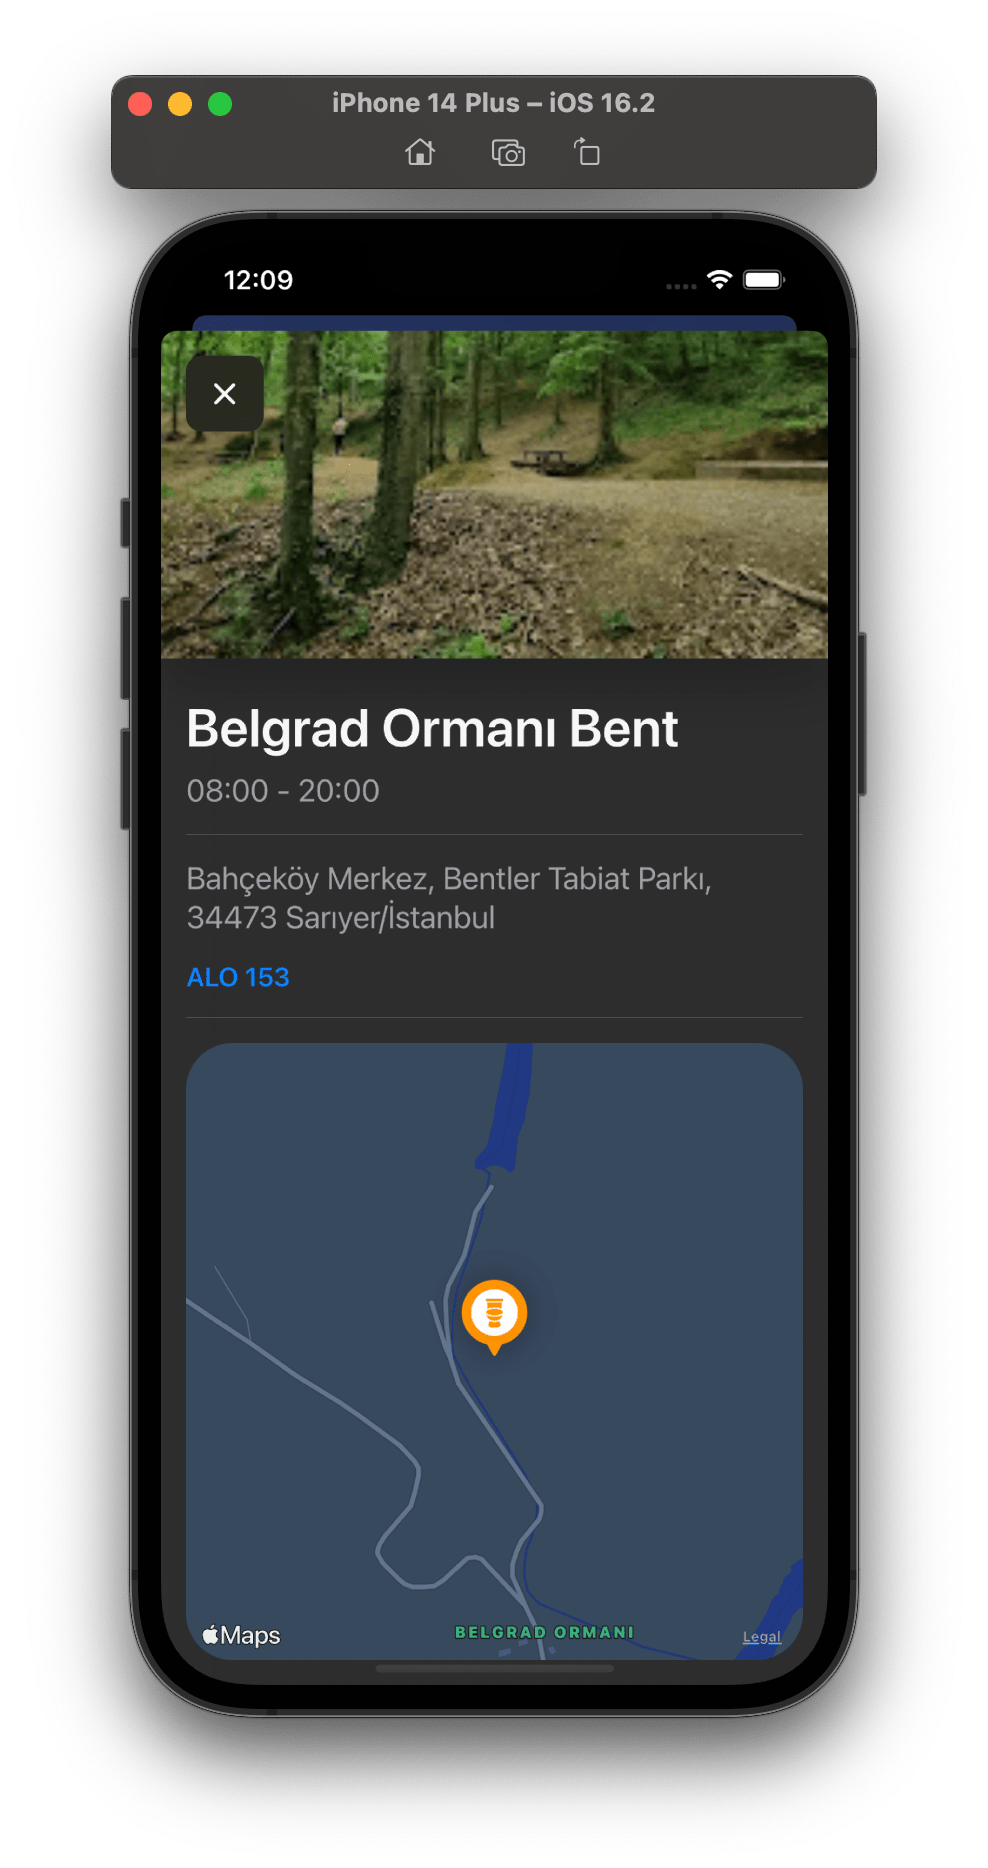 iPhone 14 Plus – iOS 16.2
12:09
Belgrad Ormanı Bent
08:00 - 20:00
Bahçeköy Merkez, Bentler Tabiat Parkı,
34473 Sarıyer/İstanbul
ALO 153
Maps
BELGRAD ORMANI
Legal